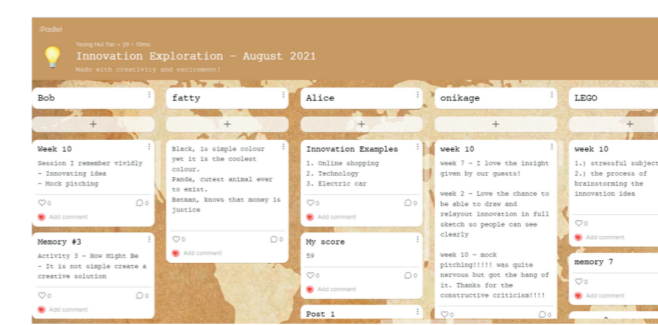 :Padlet
Yeong Hui Tan + 39 • 10mo
Innovation Exploration - August 2021
Made with creativity and excitement!
Bob
Week 10
Session I remember vividly
- Innovating idea
- Mock pitching
0
0
Add comment
Memory #3
Activity 3 - How Might Be
- It is not simple create a
creative solution
0
0
Add comment
fatty
Black, is simple colour
yet it is the coolest
colour.
Panda, cutest animal ever
to exist.
Batman, knows that money is
justice
0
0
Add comment
Alice
Innovation Examples
1. Online shopping
2. Technology
3. Electric car
0
0
Add comment
My score
59
0
0
Add comment
Post 1
onikage
week 10
week 7 - I love the insight
given by our guests!
week 2 - Love the chance to
be able to draw and
relayout innovation in full
sketch so people can see
clearly
week 10 - mock
pitching!!!!! was quite
nervous but got the hang of
it. Thanks for the
constructive criticism!!!!
0
0
LEGO
week 10
1.) stressful subject
2.) the process of
brainstorming the
innovation idea
0
Add comment
memory 7
0
Add comment